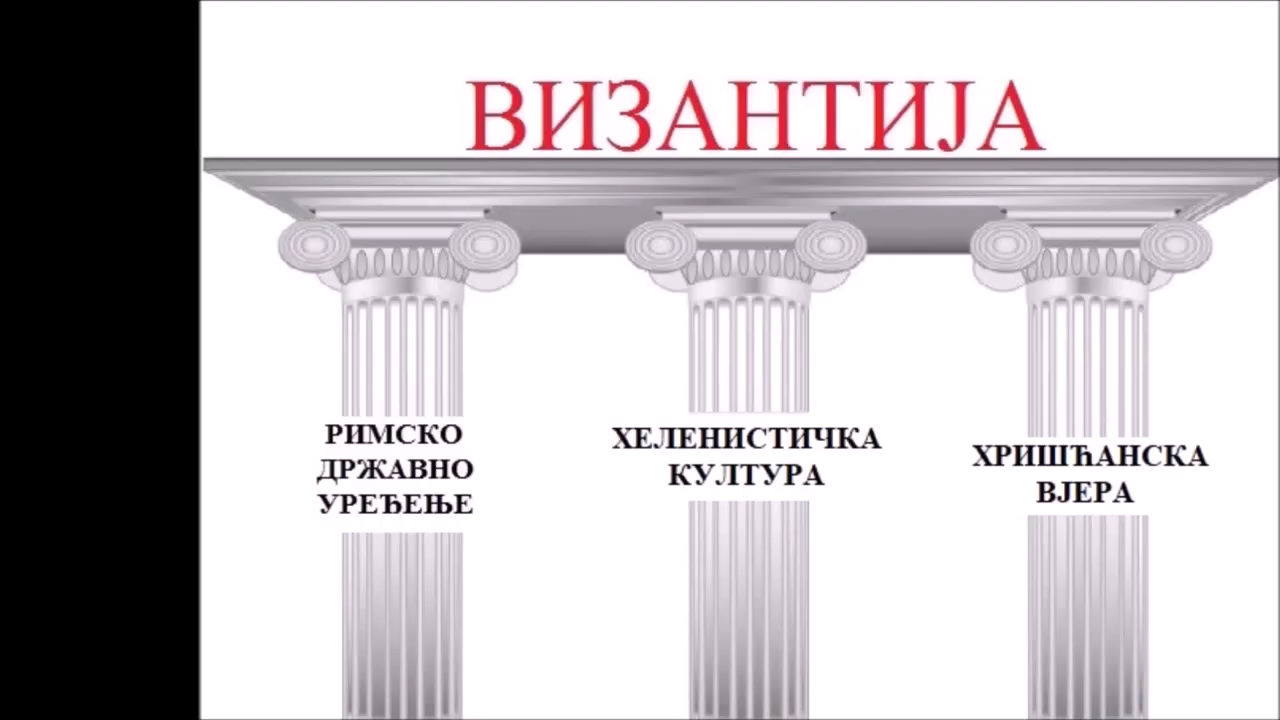 ВИЗАНТИЈА
РИМСКО
ДРЖАВНО
УРЕЂЕЊЕ
ХЕЛЕНИСТИЧКА
КУЛТУРА
ХРИШЋАНСКА
ВЈЕРА